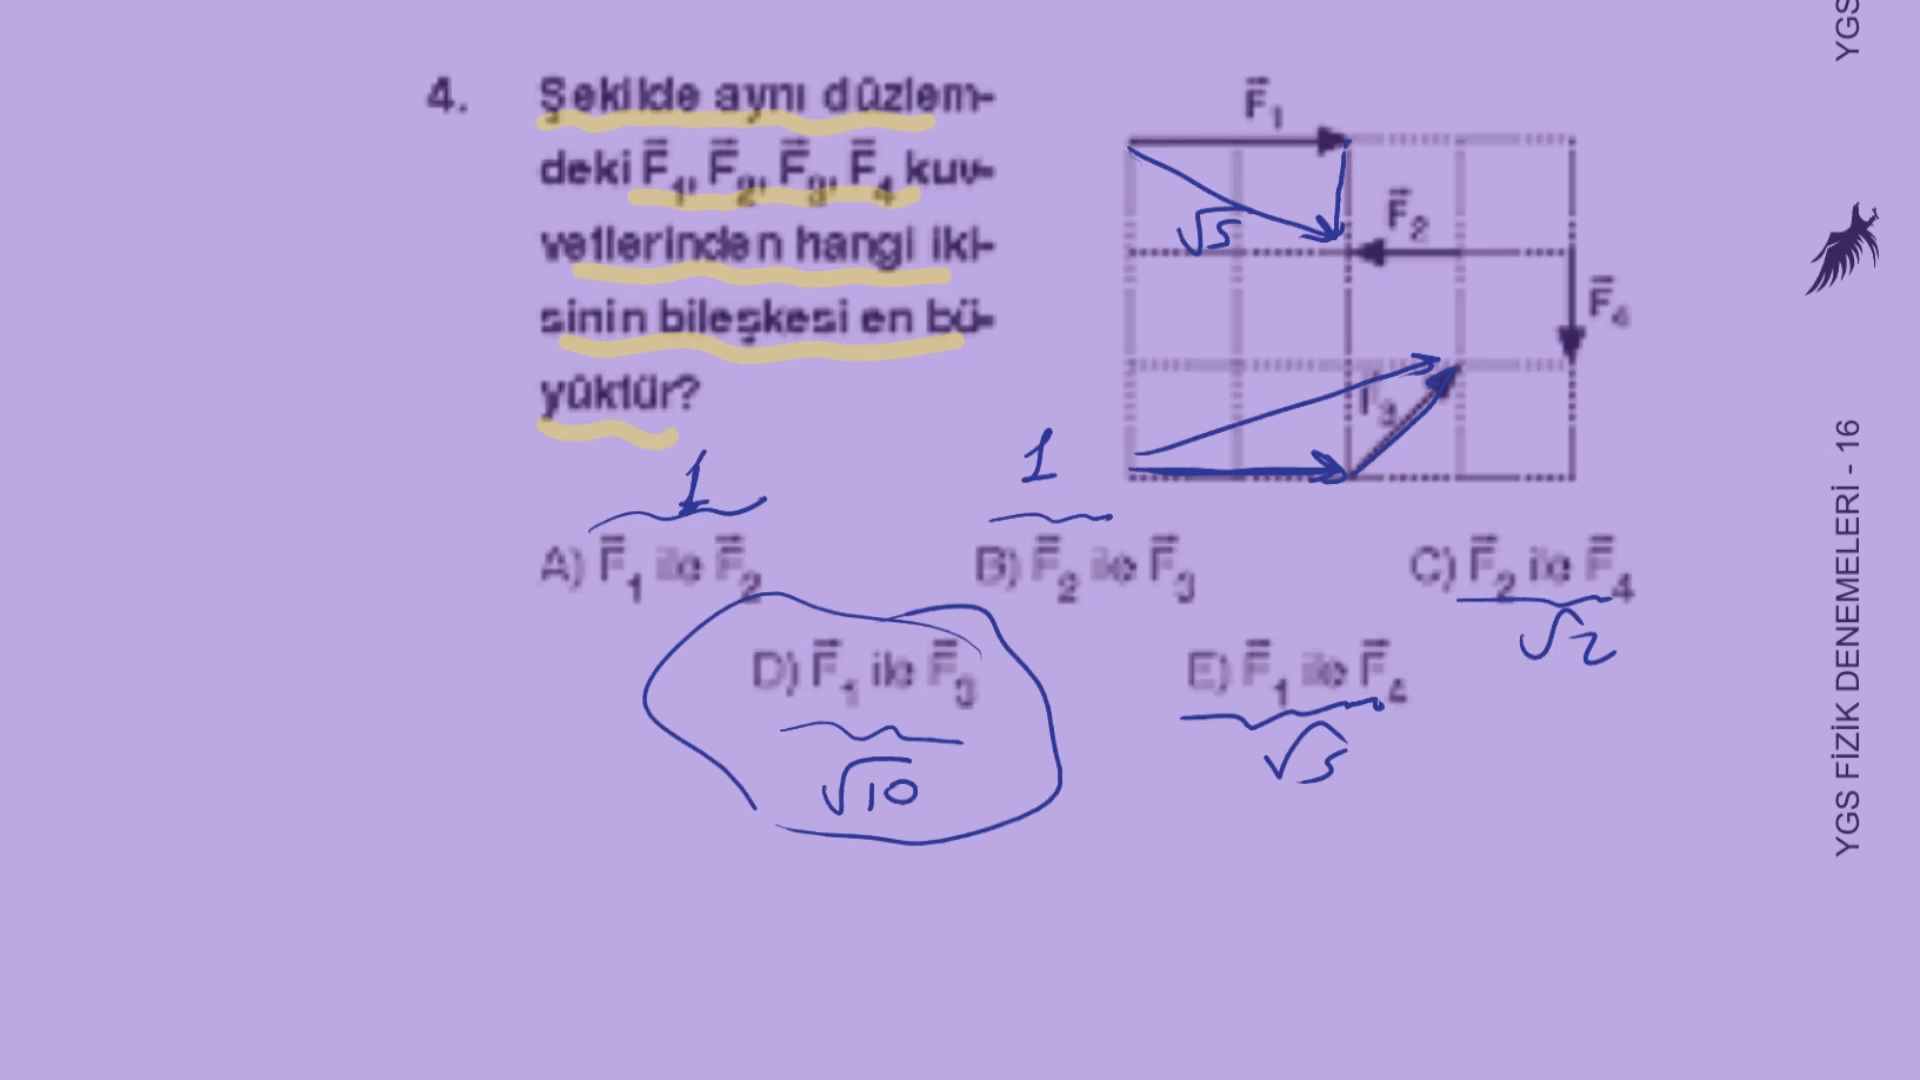 4. Şekilde aynı düzlem-
deki F₁, F₂, F₃, F₄ kuv-
vetlerinden hangi iki-
sinin bileşkesi en bü-
yüktür?
F₁
F₂
√5
F₄
F₃
1
1
A) F₁ ile F₂ B) F₂ ile F₃ C) F₂ ile F₄
√2
D) F₁ ile F₃ E) F₁ ile F₄
√10
√5
YGS
YGS FİZİK DENEMELERİ - 16